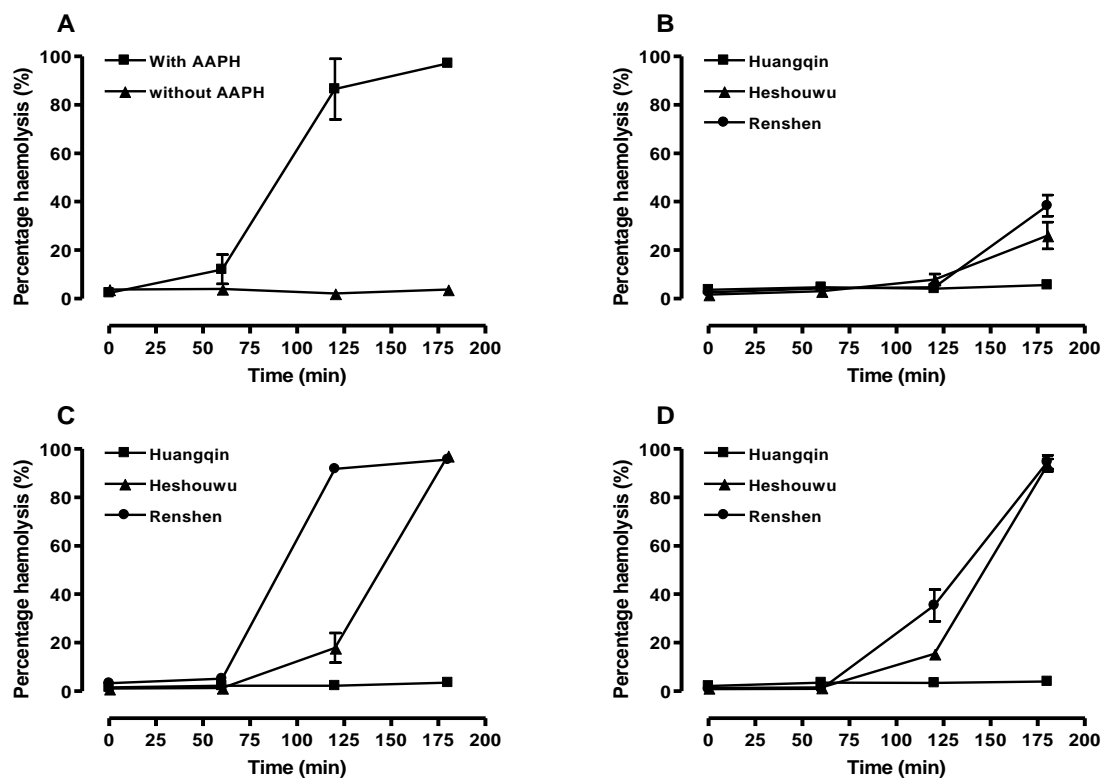 A
With AAPH
without AAPH
Percentage haemolysis (%)
100
80
60
40
20
0
0 25 50 75 100 125 150 175 200
Time (min)
B
Huangqin
Heshouwu
Renshen
Percentage haemolysis (%)
100
80
60
40
20
0
0 25 50 75 100 125 150 175 200
Time (min)
C
Huangqin
Heshouwu
Renshen
Percentage haemolysis (%)
100
80
60
40
20
0
0 25 50 75 100 125 150 175 200
Time (min)
D
Huangqin
Heshouwu
Renshen
Percentage haemolysis (%)
100
80
60
40
20
0
0 25 50 75 100 125 150 175 200
Time (min)